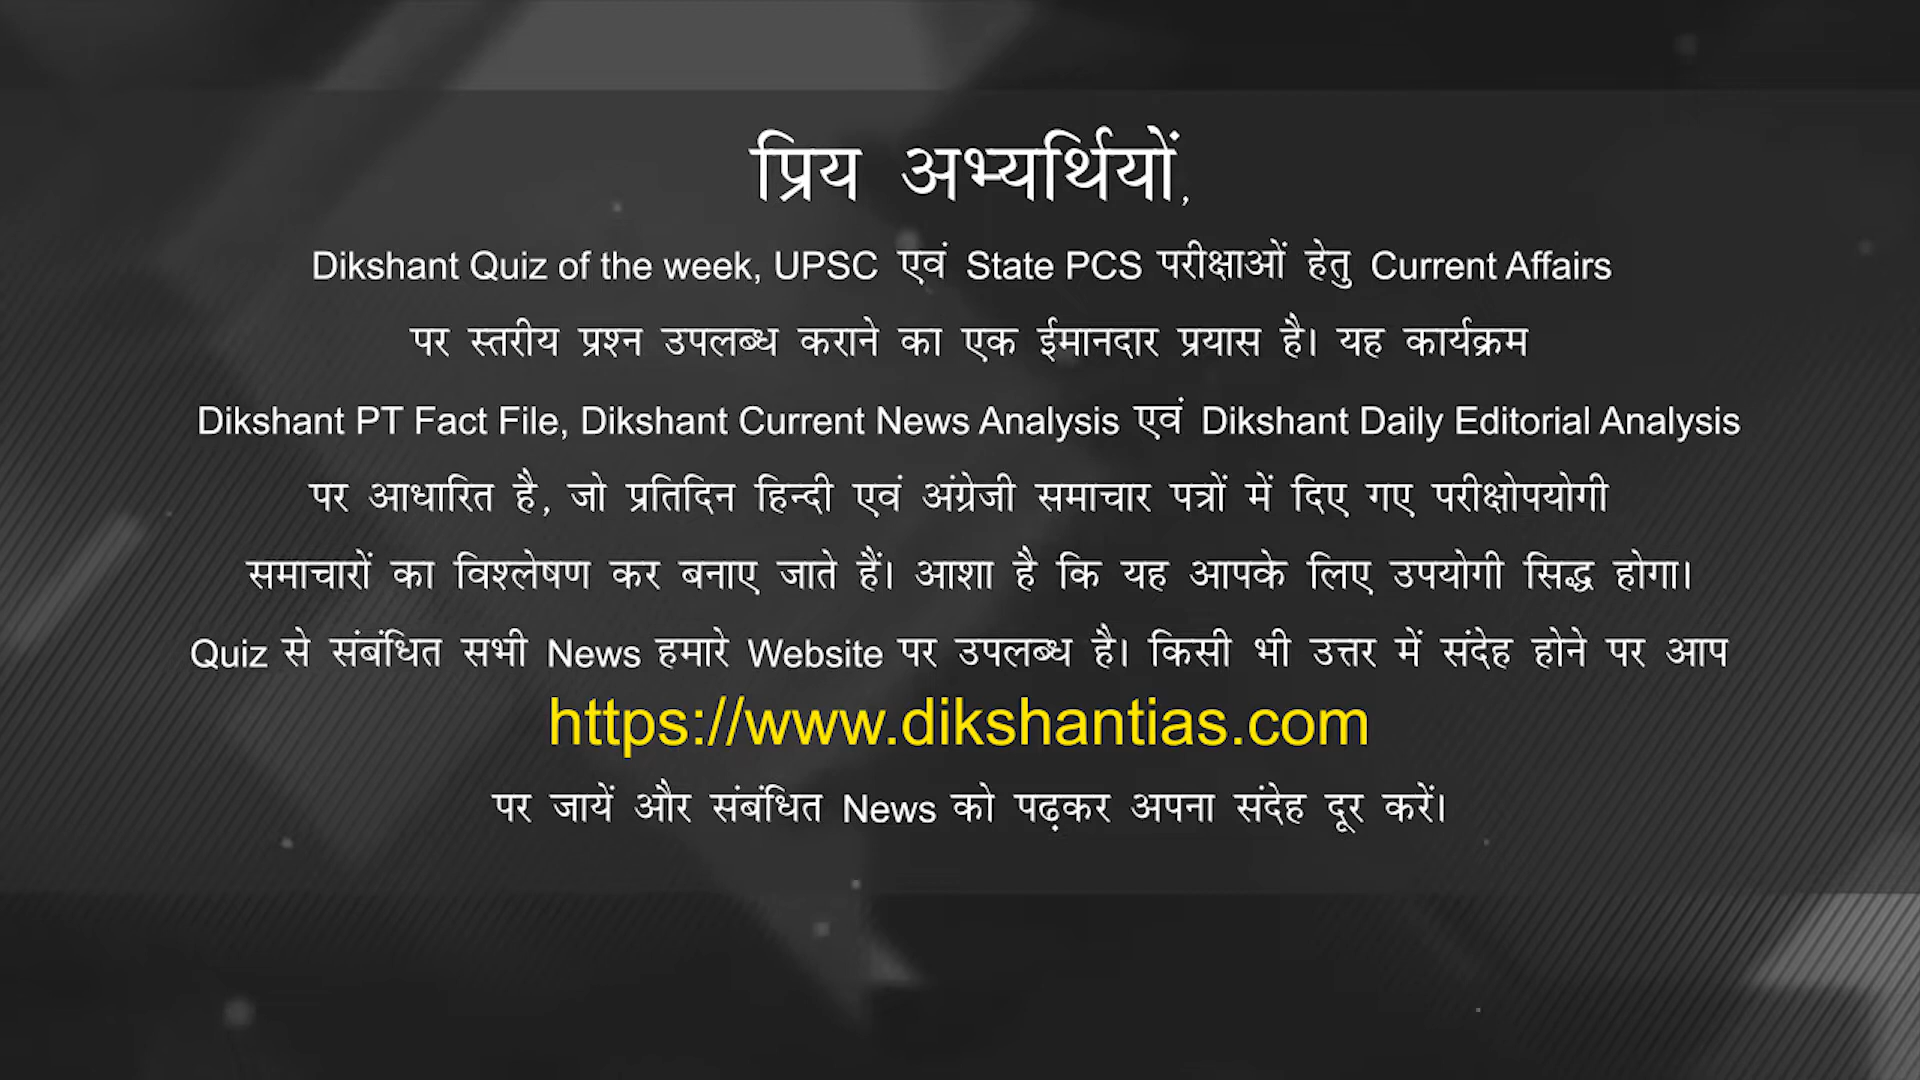 प्रिय अभ्यर्थियों,
Dikshant Quiz of the week, UPSC एवं State PCS परीक्षाओं हेतु Current Affairs
पर स्तरीय प्रश्न उपलब्ध कराने का एक ईमानदार प्रयास है। यह कार्यक्रम
Dikshant PT Fact File, Dikshant Current News Analysis एवं Dikshant Daily Editorial Analysis
पर आधारित है, जो प्रतिदिन हिन्दी एवं अंग्रेजी समाचार पत्रों में दिए गए परीक्षोपयोगी
समाचारों का विश्लेषण कर बनाए जाते हैं। आशा है कि यह आपके लिए उपयोगी सिद्ध होगा।
Quiz से संबंधित सभी News हमारे Website पर उपलब्ध है। किसी भी उत्तर में संदेह होने पर आप
https://www.dikshantias.com
पर जायें और संबंधित News को पढ़कर अपना संदेह दूर करें।